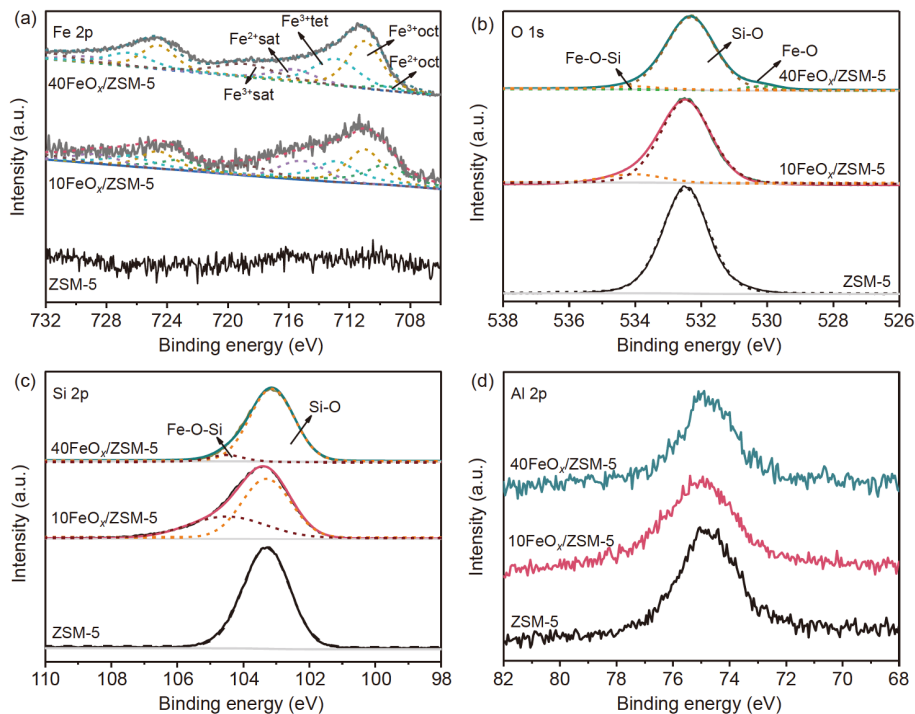 (a)
Fe 2p
Fe²⁺sat
Fe³⁺tet
Fe³⁺oct
Fe²⁺oct
Fe³⁺sat
40FeOₓ/ZSM-5
10FeOₓ/ZSM-5
ZSM-5
Intensity (a.u.)
732 728 724 720 716 712 708
Binding energy (eV)
(b)
O 1s
Si-O
Fe-O-Si
Fe-O
40FeOₓ/ZSM-5
10FeOₓ/ZSM-5
ZSM-5
Intensity (a.u.)
538 536 534 532 530 528 526
Binding energy (eV)
(c)
Si 2p
Si-O
Fe-O-Si
40FeOₓ/ZSM-5
10FeOₓ/ZSM-5
ZSM-5
Intensity (a.u.)
110 108 106 104 102 100 98
Binding energy (eV)
(d)
Al 2p
40FeOₓ/ZSM-5
10FeOₓ/ZSM-5
ZSM-5
Intensity (a.u.)
82 80 78 76 75 74 72 70 68
Binding energy (eV)